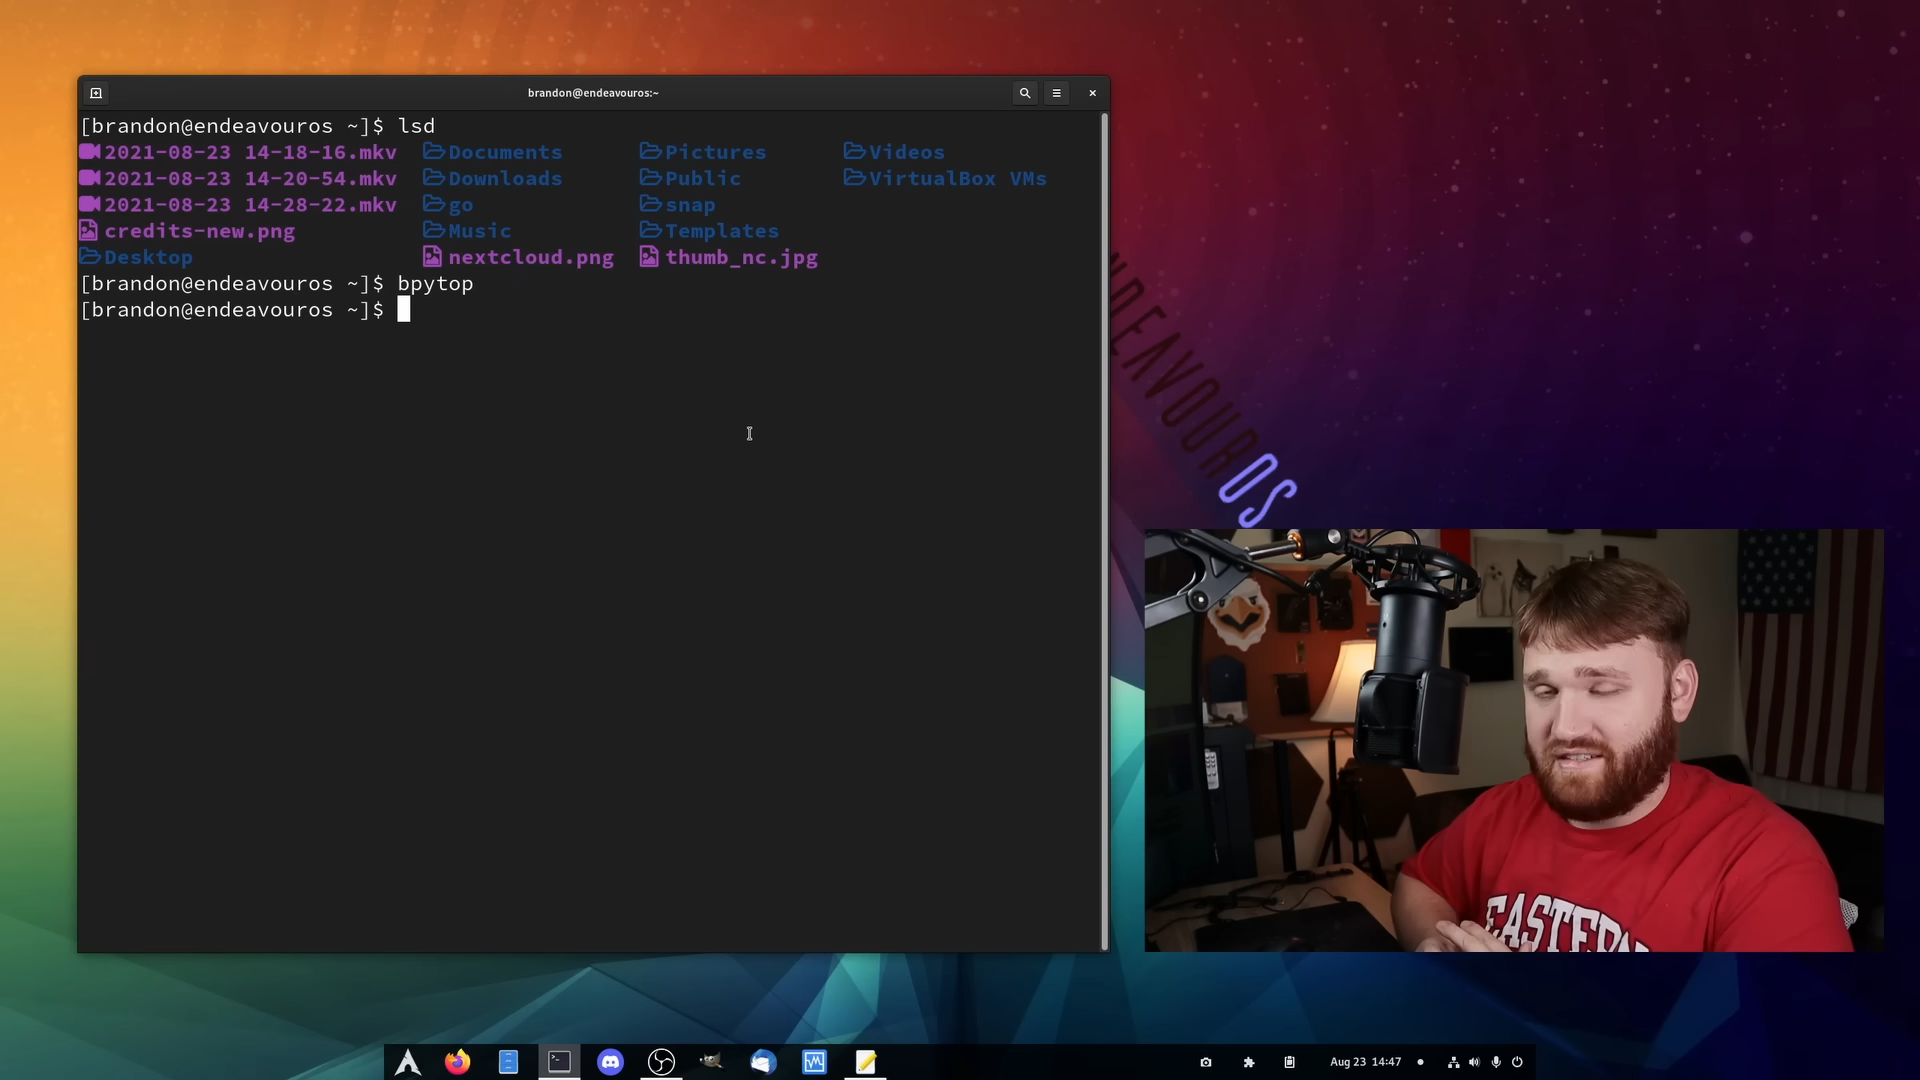 brandon@endeavouros:~
[brandon@endeavouros ~]$ lsd
2021-08-23 14-18-16.mkv Documents Pictures Videos
2021-08-23 14-20-54.mkv Downloads Public VirtualBox VMs
2021-08-23 14-28-22.mkv go snap
credits-new.png Music Templates
Desktop nextcloud.png thumb_nc.jpg
[brandon@endeavouros ~]$ bpytop
[brandon@endeavouros ~]$
NDEAVOUROS
EASTERN
Aug 23 14:47